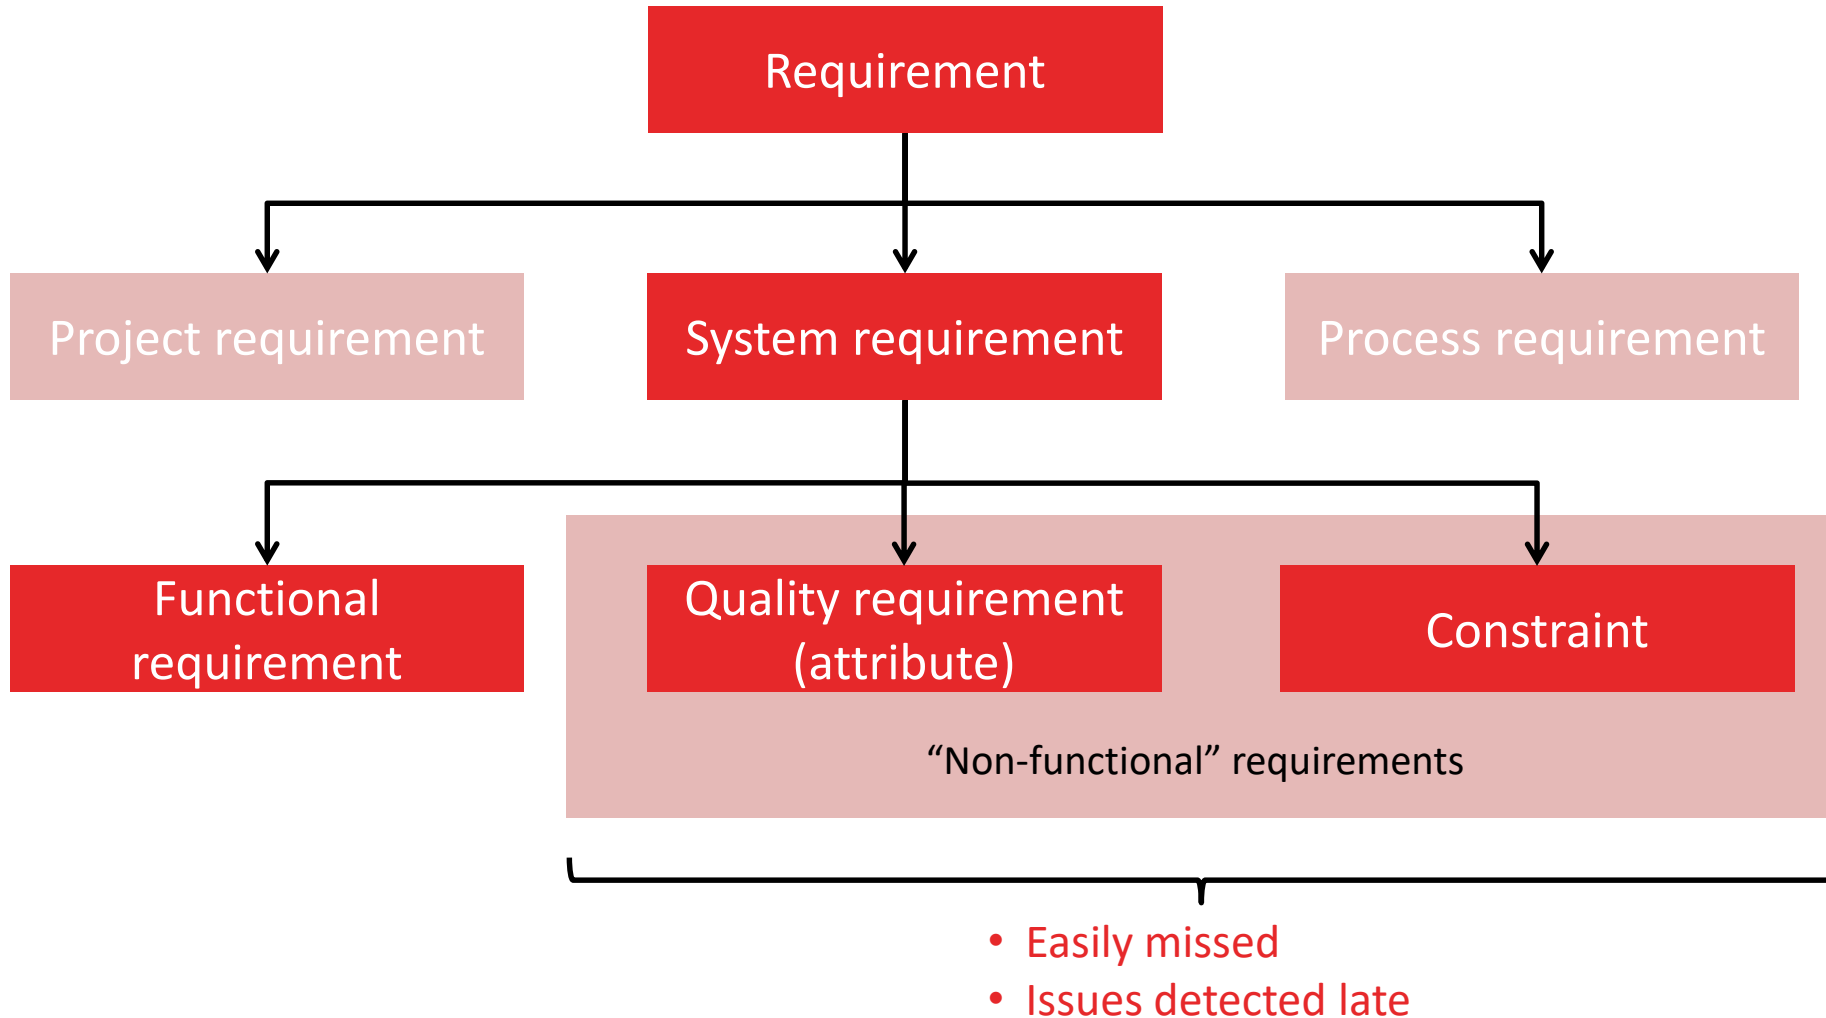 Requirement
Project requirement
System requirement
Process requirement
Functional
requirement
Quality requirement
(attribute)
Constraint
“Non-functional” requirements
• Easily missed
• Issues detected late